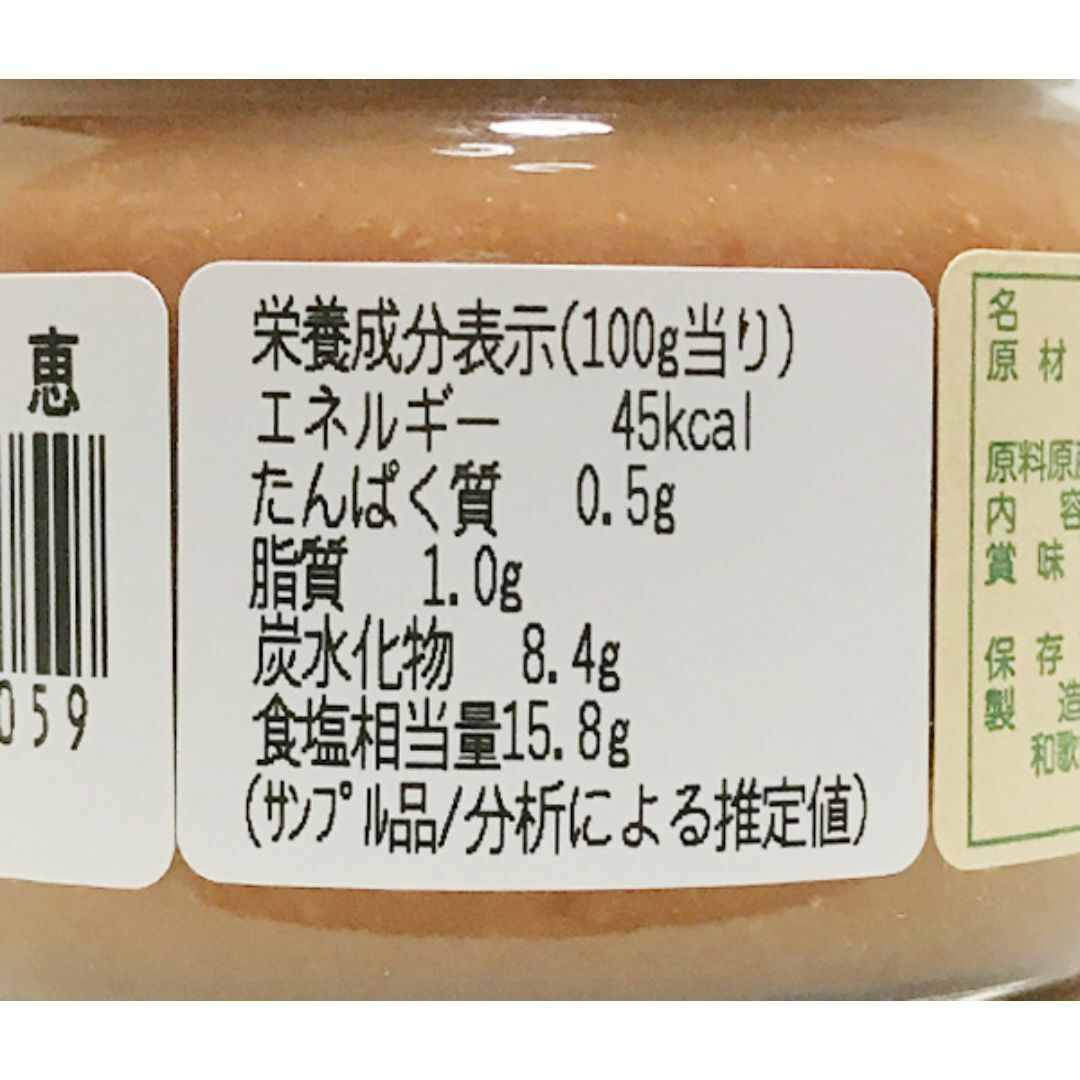 恵
059
栄養成分表示(100g当り)
エネルギー 45kcal
たんぱく質 0.5g
脂質 1.0g
炭水化物 8.4g
食塩相当量15.8g
(ｻﾝﾌﾟﾙ品/分析による推定値)
名
原材
原料原産
内容
賞味
保存
製造
和歌